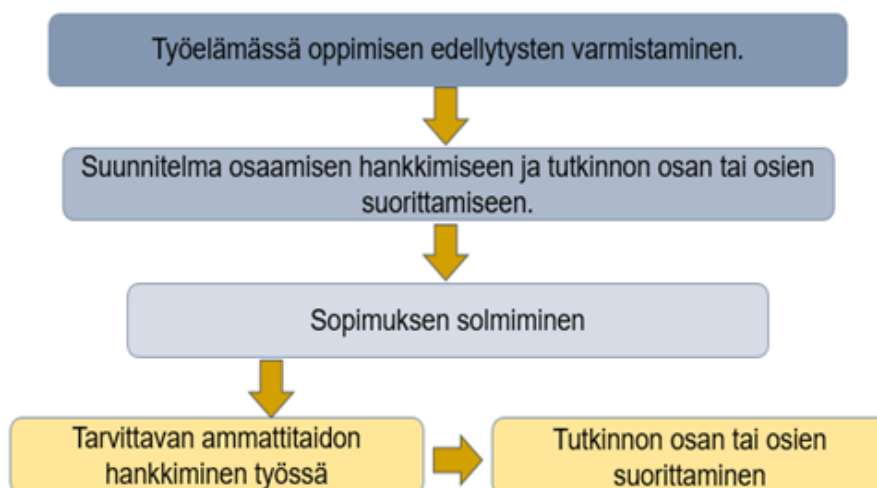 Työelämässä oppimisen edellytysten varmistaminen.
Suunnitelma osaamisen hankkimiseen ja tutkinnon osan tai osien
suorittamiseen.
Sopimuksen solmiminen
Tarvittavan ammattitaidon
hankkiminen työssä
Tutkinnon osan tai osien
suorittaminen